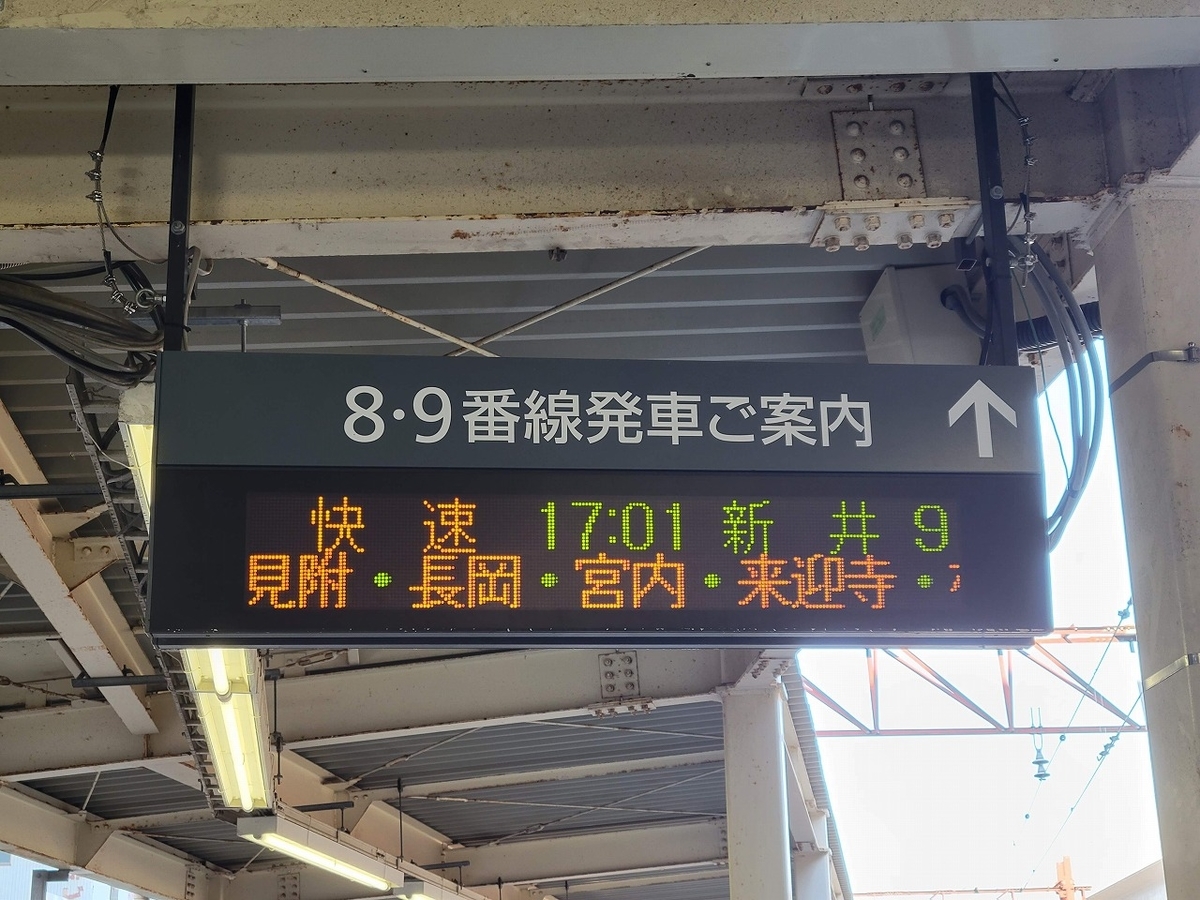 8・9番線発車ご案内 ↑
快速 17:01 新井 9
見附・長岡・宮内・来迎寺・